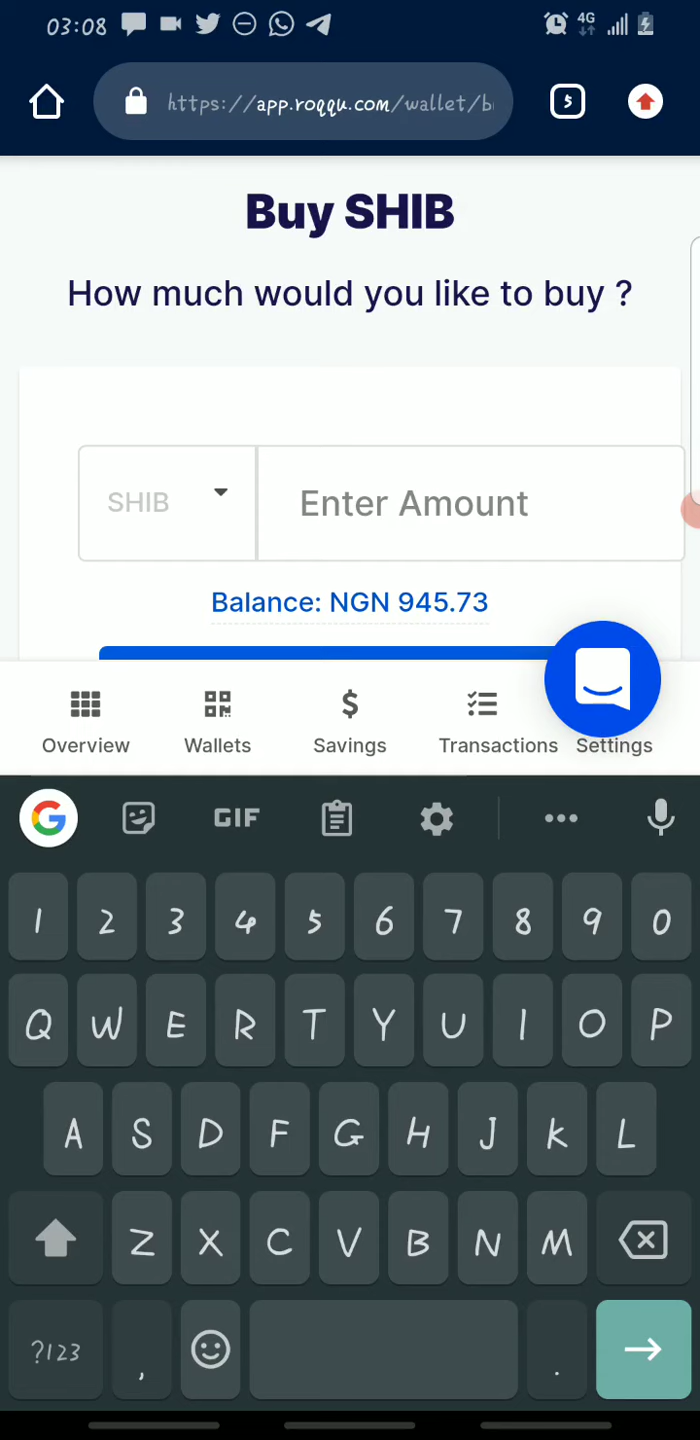 03:08
4G
https://app.roqqu.com/wallet/b
5
Buy SHIB
How much would you like to buy ?
SHIB
Enter Amount
Balance: NGN 945.73
Overview
Wallets
Savings
Transactions
Settings
GIF
1 2 3 4 5 6 7 8 9 0
Q W E R T Y U I O P
A S D F G H J K L
Z X C V B N M
?123 , .